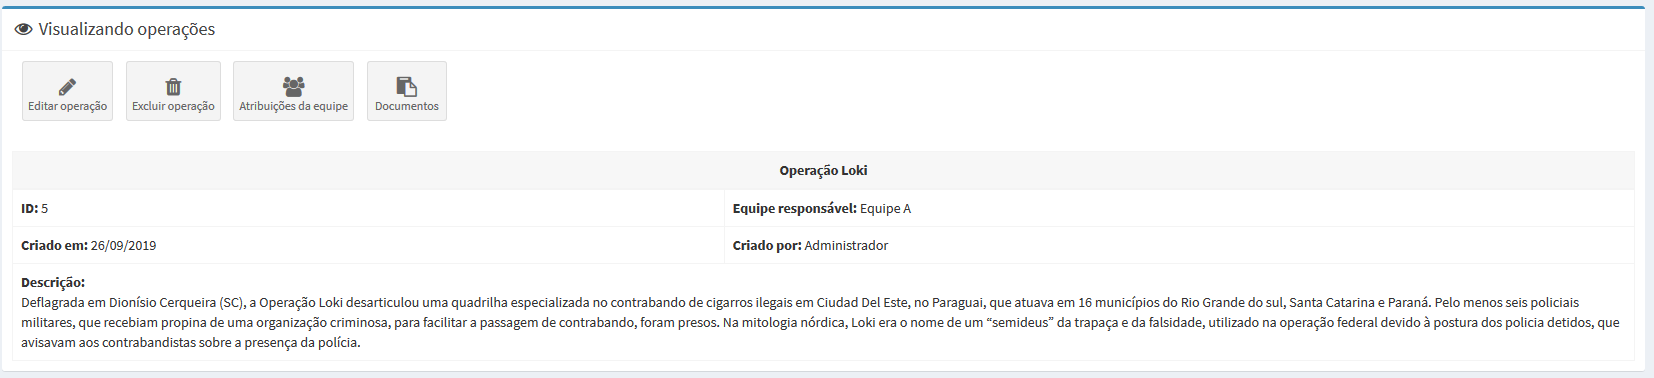 Visualizando operações
Editar operação
Excluir operação
Atribuições da equipe
Documentos
Operação Loki
ID: 5
Equipe responsável: Equipe A
Criado em: 26/09/2019
Criado por: Administrador
Descrição:
Deflagrada em Dionísio Cerqueira (SC), a Operação Loki desarticulou uma quadrilha especializada no contrabando de cigarros ilegais em Ciudad Del Este, no Paraguai, que atuava em 16 municípios do Rio Grande do sul, Santa Catarina e Paraná. Pelo menos seis policiais
militares, que recebiam propina de uma organização criminosa, para facilitar a passagem de contrabando, foram presos. Na mitologia nórdica, Loki era o nome de um “semideus” da trapaça e da falsidade, utilizado na operação federal devido à postura dos policia detidos, que
avisavam aos contrabandistas sobre a presença da polícia.